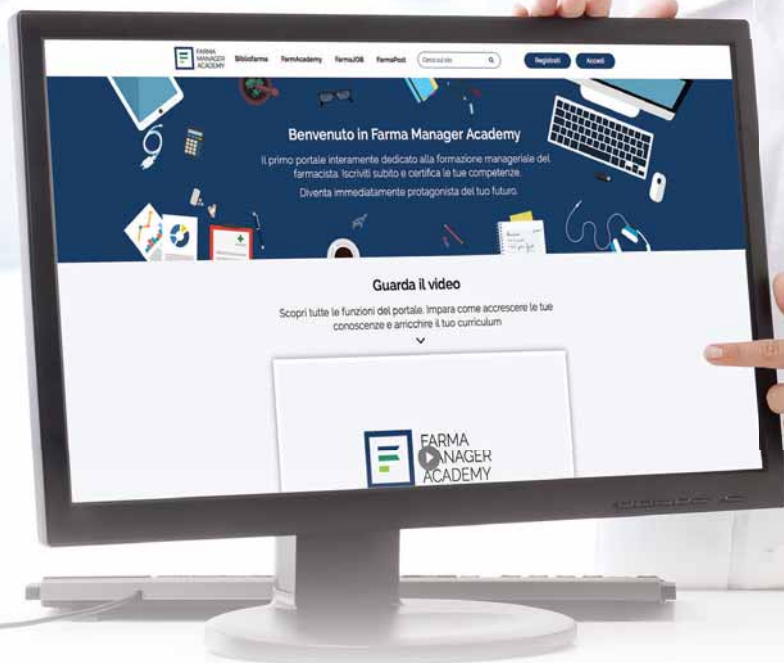 FARMA
MANAGER
ACADEMY
Bibliofarma FarmAcademy FarmaJOB FarmaPost Cerca sul sito Registrati Accedi
Benvenuto in Farma Manager Academy
Il primo portale interamente dedicato alla formazione manageriale del
farmacista. Iscriviti subito e certifica le tue competenze.
Diventa immediatamente protagonista del tuo futuro.
Guarda il video
Scopri tutte le funzioni del portale. Impara come accrescere le tue
conoscenze e arricchire il tuo curriculum
FARMA
MANAGER
ACADEMY